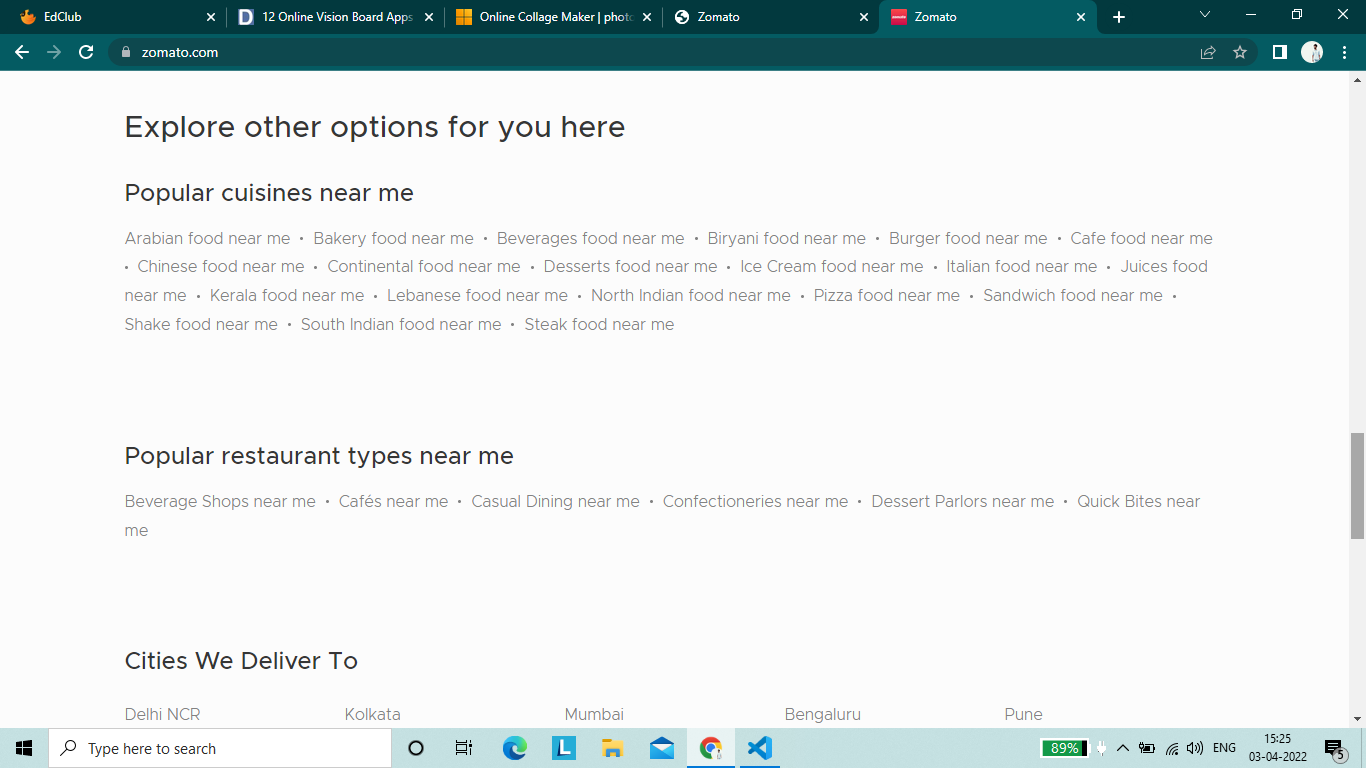 EdClub
12 Online Vision Board Apps
Online Collage Maker | phot
Zomato
zomato Zomato
zomato.com
Explore other options for you here
Popular cuisines near me
Arabian food near me • Bakery food near me • Beverages food near me • Biryani food near me • Burger food near me • Cafe food near me
• Chinese food near me • Continental food near me • Desserts food near me • Ice Cream food near me • Italian food near me • Juices food
near me • Kerala food near me • Lebanese food near me • North Indian food near me • Pizza food near me • Sandwich food near me •
Shake food near me • South Indian food near me • Steak food near me
Popular restaurant types near me
Beverage Shops near me • Cafés near me • Casual Dining near me • Confectioneries near me • Dessert Parlors near me • Quick Bites near
me
Cities We Deliver To
Delhi NCR Kolkata Mumbai Bengaluru Pune
Type here to search
L
89%
ENG
15:25
03-04-2022
5